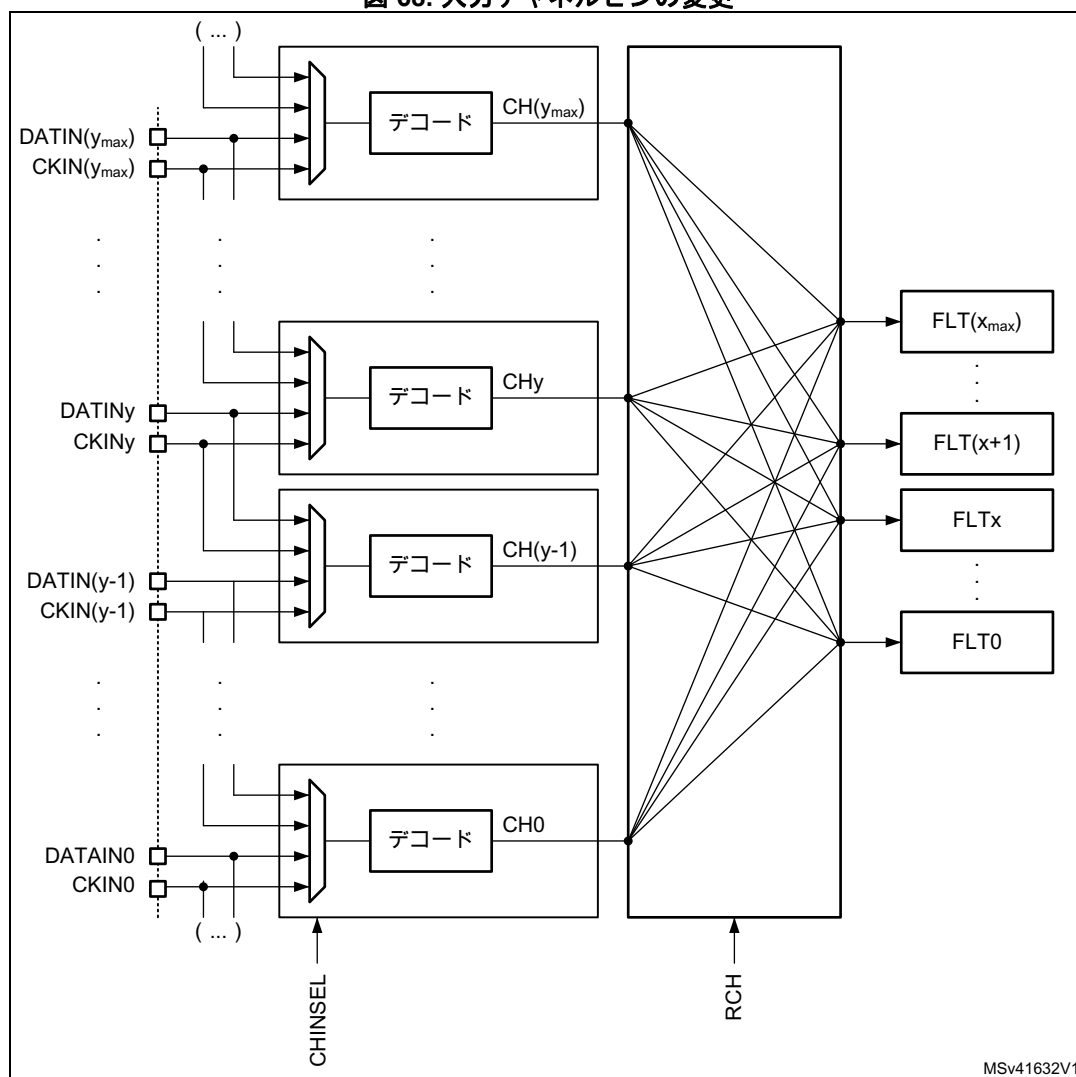 ( ... )
デコード
CH(ymax)
DATIN(ymax)
CKIN(ymax)
FLT(xmax)
デコード
CHy
DATINy
CKINy
FLT(x+1)
FLTx
デコード
CH(y-1)
DATIN(y-1)
CKIN(y-1)
FLT0
デコード
CH0
DATAIN0
CKIN0
( ... )
CHINSEL
RCH
MSv41632V1